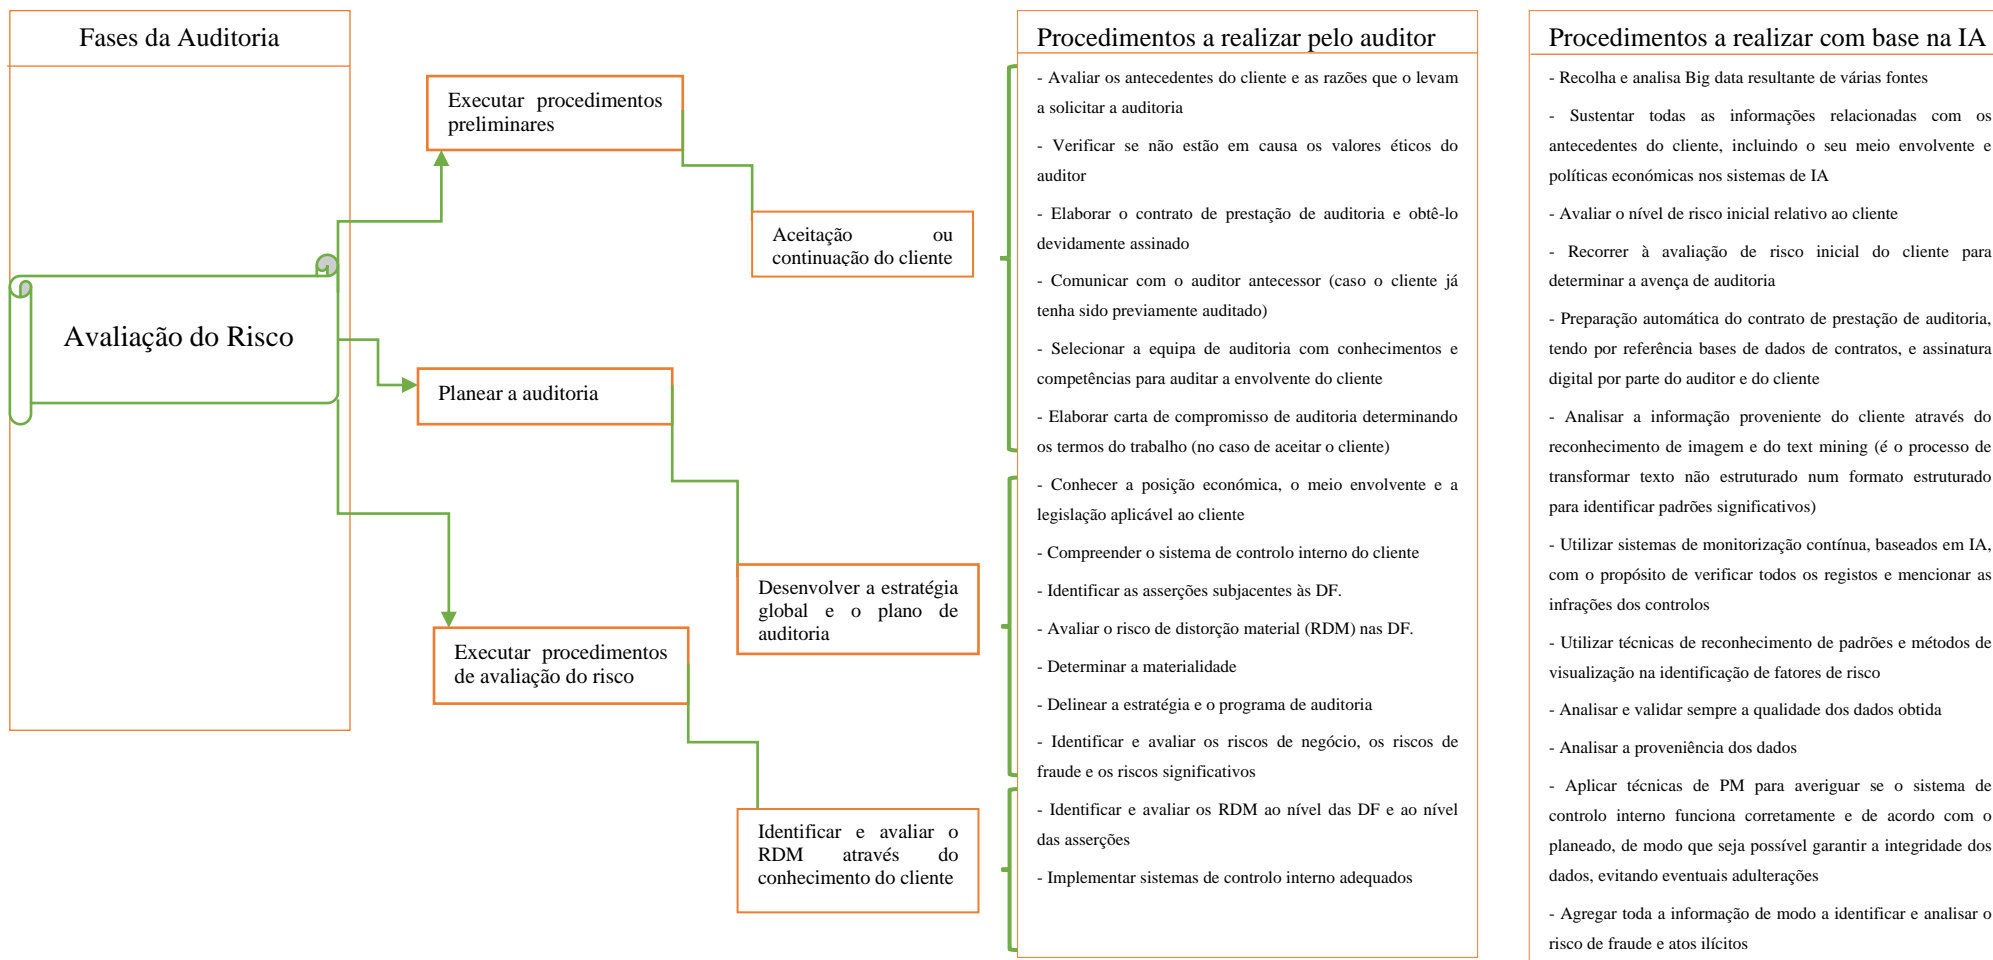 Fases da Auditoria
Avaliação do Risco
Executar procedimentos
preliminares
Aceitação ou
continuação do cliente
Planear a auditoria
Desenvolver a estratégia
global e o plano de
auditoria
Executar procedimentos
de avaliação do risco
Identificar e avaliar o
RDM através do
conhecimento do cliente
Procedimentos a realizar pelo auditor
- Avaliar os antecedentes do cliente e as razões que o levam
a solicitar a auditoria
- Verificar se não estão em causa os valores éticos do
auditor
- Elaborar o contrato de prestação de auditoria e obtê-lo
devidamente assinado
- Comunicar com o auditor antecessor (caso o cliente já
tenha sido previamente auditado)
- Selecionar a equipa de auditoria com conhecimentos e
competências para auditar a envolvente do cliente
- Elaborar carta de compromisso de auditoria determinando
os termos do trabalho (no caso de aceitar o cliente)
- Conhecer a posição económica, o meio envolvente e a
legislação aplicável ao cliente
- Compreender o sistema de controlo interno do cliente
- Identificar as asserções subjacentes às DF.
- Avaliar o risco de distorção material (RDM) nas DF.
- Determinar a materialidade
- Delinear a estratégia e o programa de auditoria
- Identificar e avaliar os riscos de negócio, os riscos de
fraude e os riscos significativos
- Identificar e avaliar os RDM ao nível das DF e ao nível
das asserções
- Implementar sistemas de controlo interno adequados
Procedimentos a realizar com base na IA
- Recolha e analisa Big data resultante de várias fontes
- Sustentar todas as informações relacionadas com os
antecedentes do cliente, incluindo o seu meio envolvente e
políticas económicas nos sistemas de IA
- Avaliar o nível de risco inicial relativo ao cliente
- Recorrer à avaliação de risco inicial do cliente para
determinar a avença de auditoria
- Preparação automática do contrato de prestação de auditoria,
tendo por referência bases de dados de contratos, e assinatura
digital por parte do auditor e do cliente
- Analisar a informação proveniente do cliente através do
reconhecimento de imagem e do text mining (é o processo de
transformar texto não estruturado num formato estruturado
para identificar padrões significativos)
- Utilizar sistemas de monitorização contínua, baseados em IA,
com o propósito de verificar todos os registos e mencionar as
infrações dos controlos
- Utilizar técnicas de reconhecimento de padrões e métodos de
visualização na identificação de fatores de risco
- Analisar e validar sempre a qualidade dos dados obtida
- Analisar a proveniência dos dados
- Aplicar técnicas de PM para averiguar se o sistema de
controlo interno funciona corretamente e de acordo com o
planeado, de modo que seja possível garantir a integridade dos
dados, evitando eventuais adulterações
- Agregar toda a informação de modo a identificar e analisar o
risco de fraude e atos ilícitos